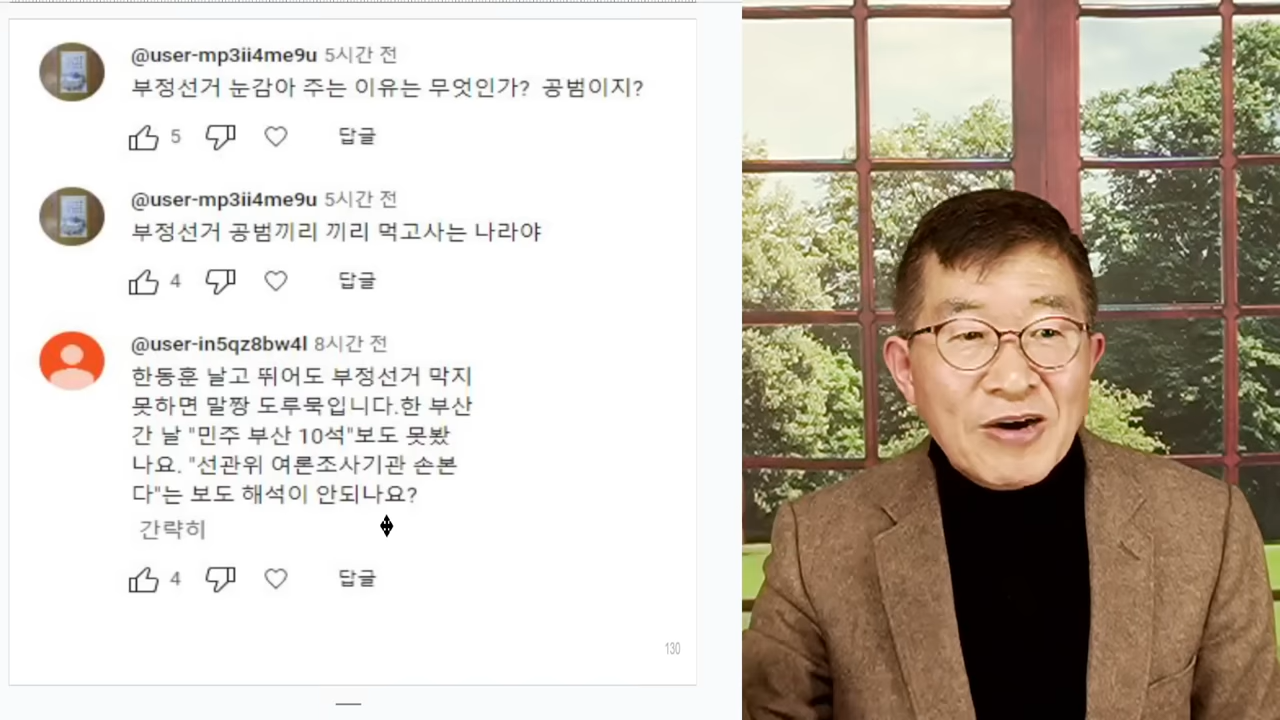 @user-mp3ii4me9u 5시간 전
부정선거 눈감아 주는 이유는 무엇인가? 공범이지?
5 답글
@user-mp3ii4me9u 5시간 전
부정선거 공범끼리 끼리 먹고사는 나라야
4 답글
@user-in5qz8bw4l 8시간 전
한동훈 날고 뛰어도 부정선거 막지
못하면 말짱 도루묵입니다.한 부산
간 날 "민주 부산 10석"보도 못봤
나요. "선관위 여론조사기관 손본
다"는 보도 해석이 안되나요?
간략히
4 답글
130